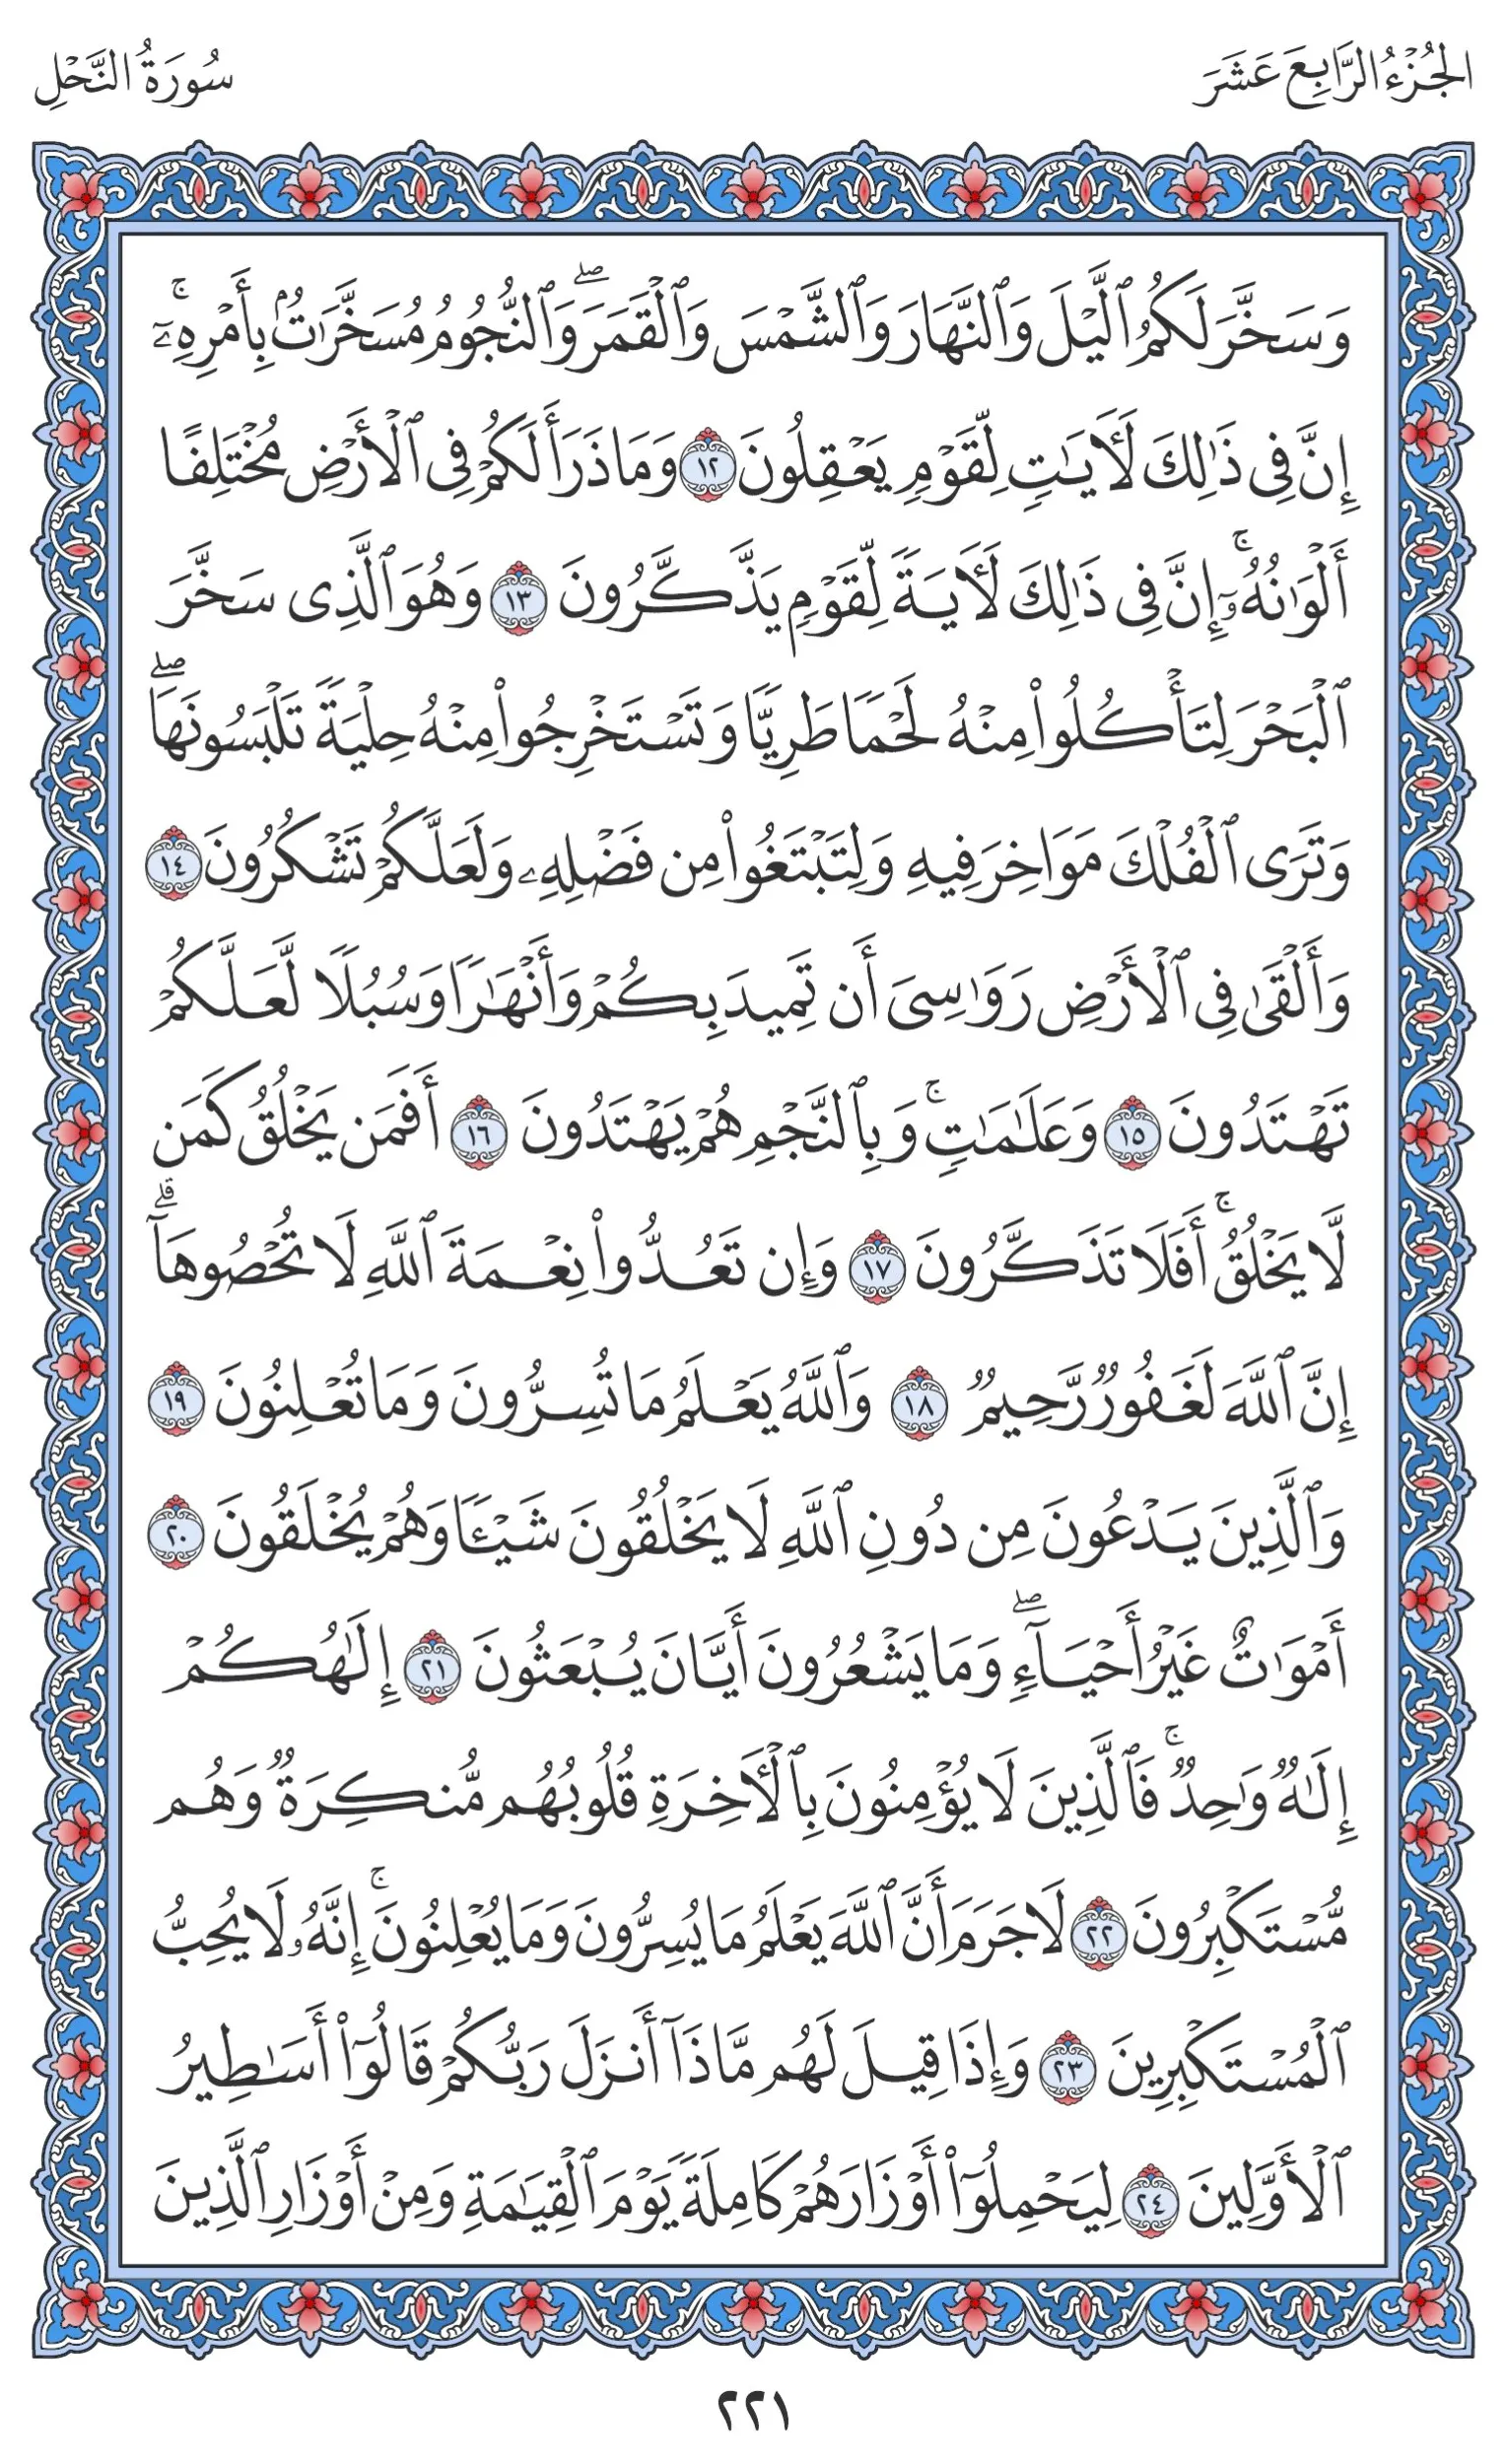 الجُزْءُ الرَّابِعَ عَشَرَ
سُورَةُ النَّحْلِ
وَسَخَّرَ لَكُمُ ٱلَّيْلَ وَٱلنَّهَارَ وَٱلشَّمْسَ وَٱلْقَمَرَۖ وَٱلنُّجُومُ مُسَخَّرَٰتُۢ بِأَمْرِهِۦٓۚ
إِنَّ فِى ذَٰلِكَ لَأٓيَٰتٍ لِّقَوْمٍ يَعْقِلُونَ ١٢ وَمَا ذَرَأَ لَكُمْ فِى ٱلْأَرْضِ مُخْتَلِفًا
أَلْوَٰنُهُۥٓۚ إِنَّ فِى ذَٰلِكَ لَأٓيَةً لِّقَوْمٍ يَذَّكَّرُونَ ١٣ وَهُوَ ٱلَّذِى سَخَّرَ
ٱلْبَحْرَ لِتَأْكُلُوا۟ مِنْهُ لَحْمًا طَرِيًّا وَتَسْتَخْرِجُوا۟ مِنْهُ حِلْيَةً تَلْبَسُونَهَاۖ
وَتَرَى ٱلْفُلْكَ مَوَاخِرَ فِيهِ وَلِتَبْتَغُوا۟ مِن فَضْلِهِۦ وَلَعَلَّكُمْ تَشْكُرُونَ ١٤
وَأَلْقَىٰ فِى ٱلْأَرْضِ رَوَٰسِىَ أَن تَمِيدَ بِكُمْ وَأَنْهَٰرًا وَسُبُلًا لَّعَلَّكُمْ
تَهْتَدُونَ ١٥ وَعَلَٰمَٰتٍۚ وَبِٱلنَّجْمِ هُمْ يَهْتَدُونَ ١٦ أَفَمَن يَخْلُقُ كَمَن
لَّا يَخْلُقُۚ أَفَلَا تَذَكَّرُونَ ١٧ وَإِن تَعُدُّوا۟ نِعْمَةَ ٱللَّهِ لَا تُحْصُوهَآۗ
إِنَّ ٱللَّهَ لَغَفُورٌ رَّحِيمٌ ١٨ وَٱللَّهُ يَعْلَمُ مَا تُسِرُّونَ وَمَا تُعْلِنُونَ ١٩
وَٱلَّذِينَ يَدْعُونَ مِن دُونِ ٱللَّهِ لَا يَخْلُقُونَ شَيْـًٔا وَهُمْ يُخْلَقُونَ ٢٠
أَمْوَٰتٌ غَيْرُ أَحْيَآءٍۖ وَمَا يَشْعُرُونَ أَيَّانَ يُبْعَثُونَ ٢١ إِلَٰهُكُمْ
إِلَٰهٌ وَٰحِدٌۚ فَٱلَّذِينَ لَا يُؤْمِنُونَ بِٱلْأٓخِرَةِ قُلُوبُهُم مُّنكِرَةٌ وَهُم
مُّسْتَكْبِرُونَ ٢٢ لَا جَرَمَ أَنَّ ٱللَّهَ يَعْلَمُ مَا يُسِرُّونَ وَمَا يُعْلِنُونَۚ إِنَّهُۥ لَا يُحِبُّ
ٱلْمُسْتَكْبِرِينَ ٢٣ وَإِذَا قِيلَ لَهُم مَّاذَآ أَنزَلَ رَبُّكُمْ قَالُوٓا۟ أَسَٰطِيرُ
ٱلْأَوَّلِينَ ٢٤ لِيَحْمِلُوٓا۟ أَوْزَارَهُمْ كَامِلَةً يَوْمَ ٱلْقِيَٰمَةِ وَمِنْ أَوْزَارِ ٱلَّذِينَ
٢٢١